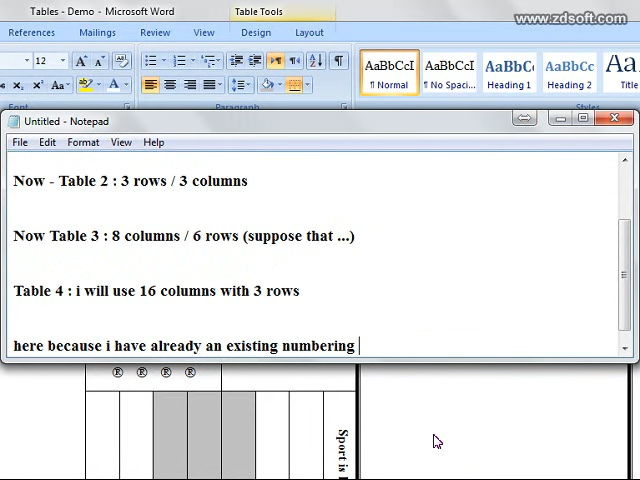 Tables - Demo - Microsoft Word
Table Tools
www.zdsoft.com
References Mailings Review View Design Layout
12
Aa
A
AaBbCcI AaBbCcI AaBbC AaBbCc
¶ Normal ¶ No Spaci... Heading 1 Heading 2 Title
Font Paragraph Styles
Untitled - Notepad
File Edit Format View Help
Now - Table 2 : 3 rows / 3 columns
Now Table 3 : 8 columns / 6 rows (suppose that ...)
Table 4 : i will use 16 columns with 3 rows
here because i have already an existing numbering
® ® ® ®
Sport is